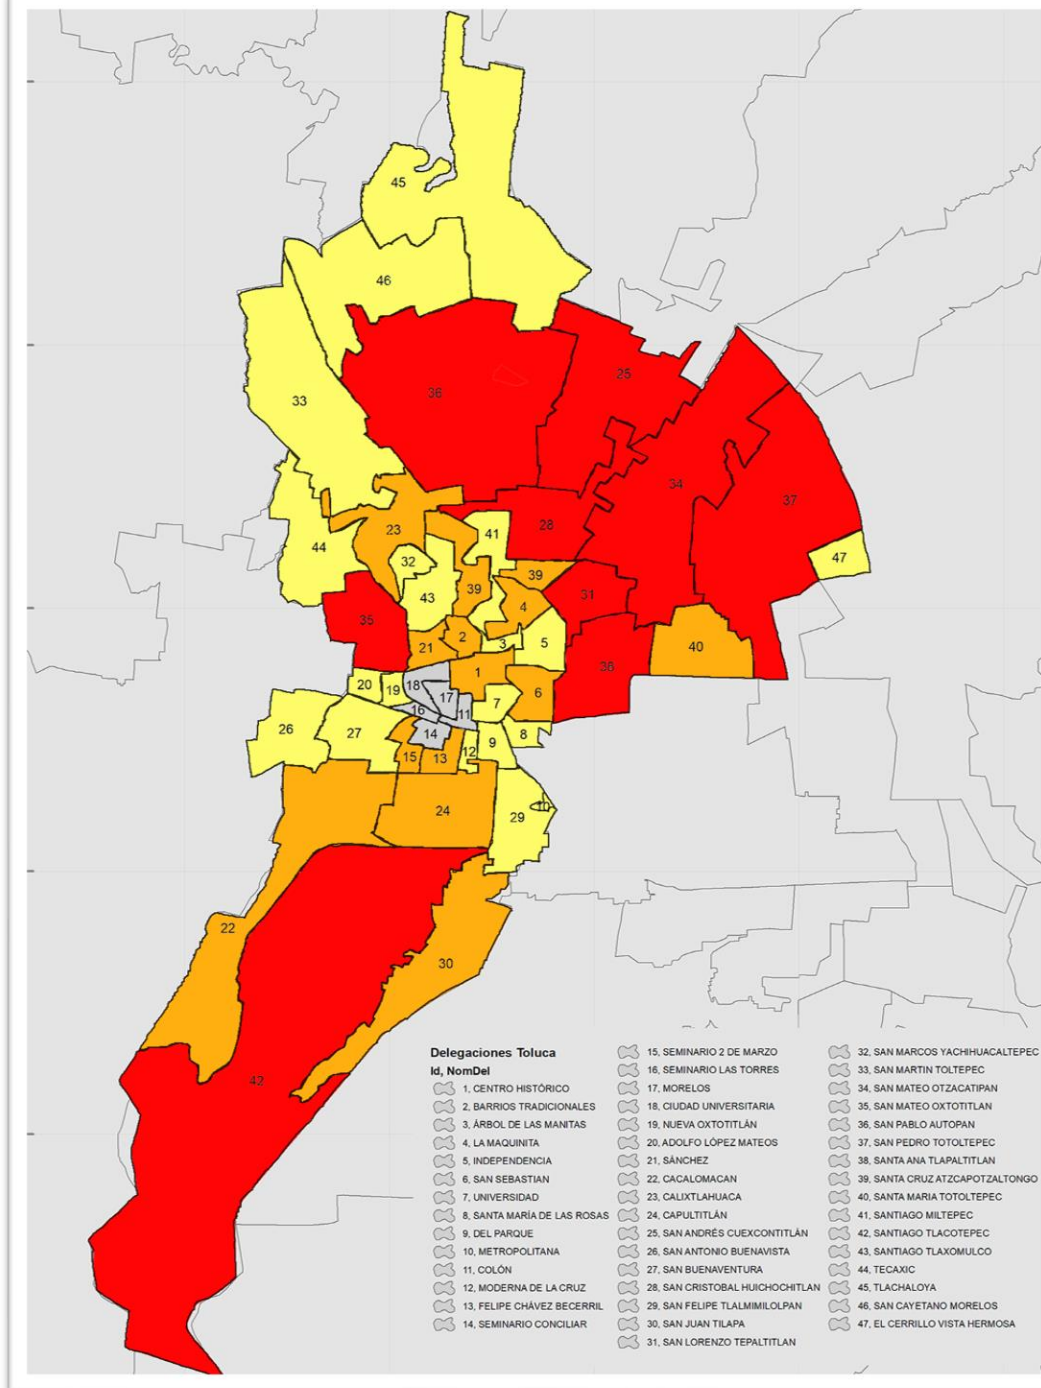 45
46
33
36
25
34
37
23
41
28
44
32
39
47
43
39
31
4
35
2
21
3
5
38
40
1
18
20
19
17
6
7
16
11
26
27
14
8
9
12
15
13
10
24
29
22
30
42
Delegaciones Toluca
Id, NomDel
1, CENTRO HISTÓRICO
2, BARRIOS TRADICIONALES
3, ÁRBOL DE LAS MANITAS
4, LA MAQUINITA
5, INDEPENDENCIA
6, SAN SEBASTIAN
7, UNIVERSIDAD
8, SANTA MARÍA DE LAS ROSAS
9, DEL PARQUE
10, METROPOLITANA
11, COLÓN
12, MODERNA DE LA CRUZ
13, FELIPE CHÁVEZ BECERRIL
14, SEMINARIO CONCILIAR
15, SEMINARIO 2 DE MARZO
16, SEMINARIO LAS TORRES
17, MORELOS
18, CIUDAD UNIVERSITARIA
19, NUEVA OXTOTITLÁN
20, ADOLFO LÓPEZ MATEOS
21, SÁNCHEZ
22, CACALOMACAN
23, CALIXTLAHUACA
24, CAPULTITLÁN
25, SAN ANDRÉS CUEXCONTITLÁN
26, SAN ANTONIO BUENAVISTA
27, SAN BUENAVENTURA
28, SAN CRISTOBAL HUICHOCHITLAN
29, SAN FELIPE TLALMIMILOLPAN
30, SAN JUAN TILAPA
31, SAN LORENZO TEPALTITLAN
32, SAN MARCOS YACHIHUACALTEPEC
33, SAN MARTIN TOLTEPEC
34, SAN MATEO OTZACATIPAN
35, SAN MATEO OXTOTITLAN
36, SAN PABLO AUTOPAN
37, SAN PEDRO TOTOLTEPEC
38, SANTA ANA TLAPALTITLAN
39, SANTA CRUZ ATZCAPOTZALTONGO
40, SANTA MARIA TOTOLTEPEC
41, SANTIAGO MILTEPEC
42, SANTIAGO TLACOTEPEC
43, SANTIAGO TLAXOMULCO
44, TECAXIC
45, TLACHALOYA
46, SAN CAYETANO MORELOS
47, EL CERRILLO VISTA HERMOSA